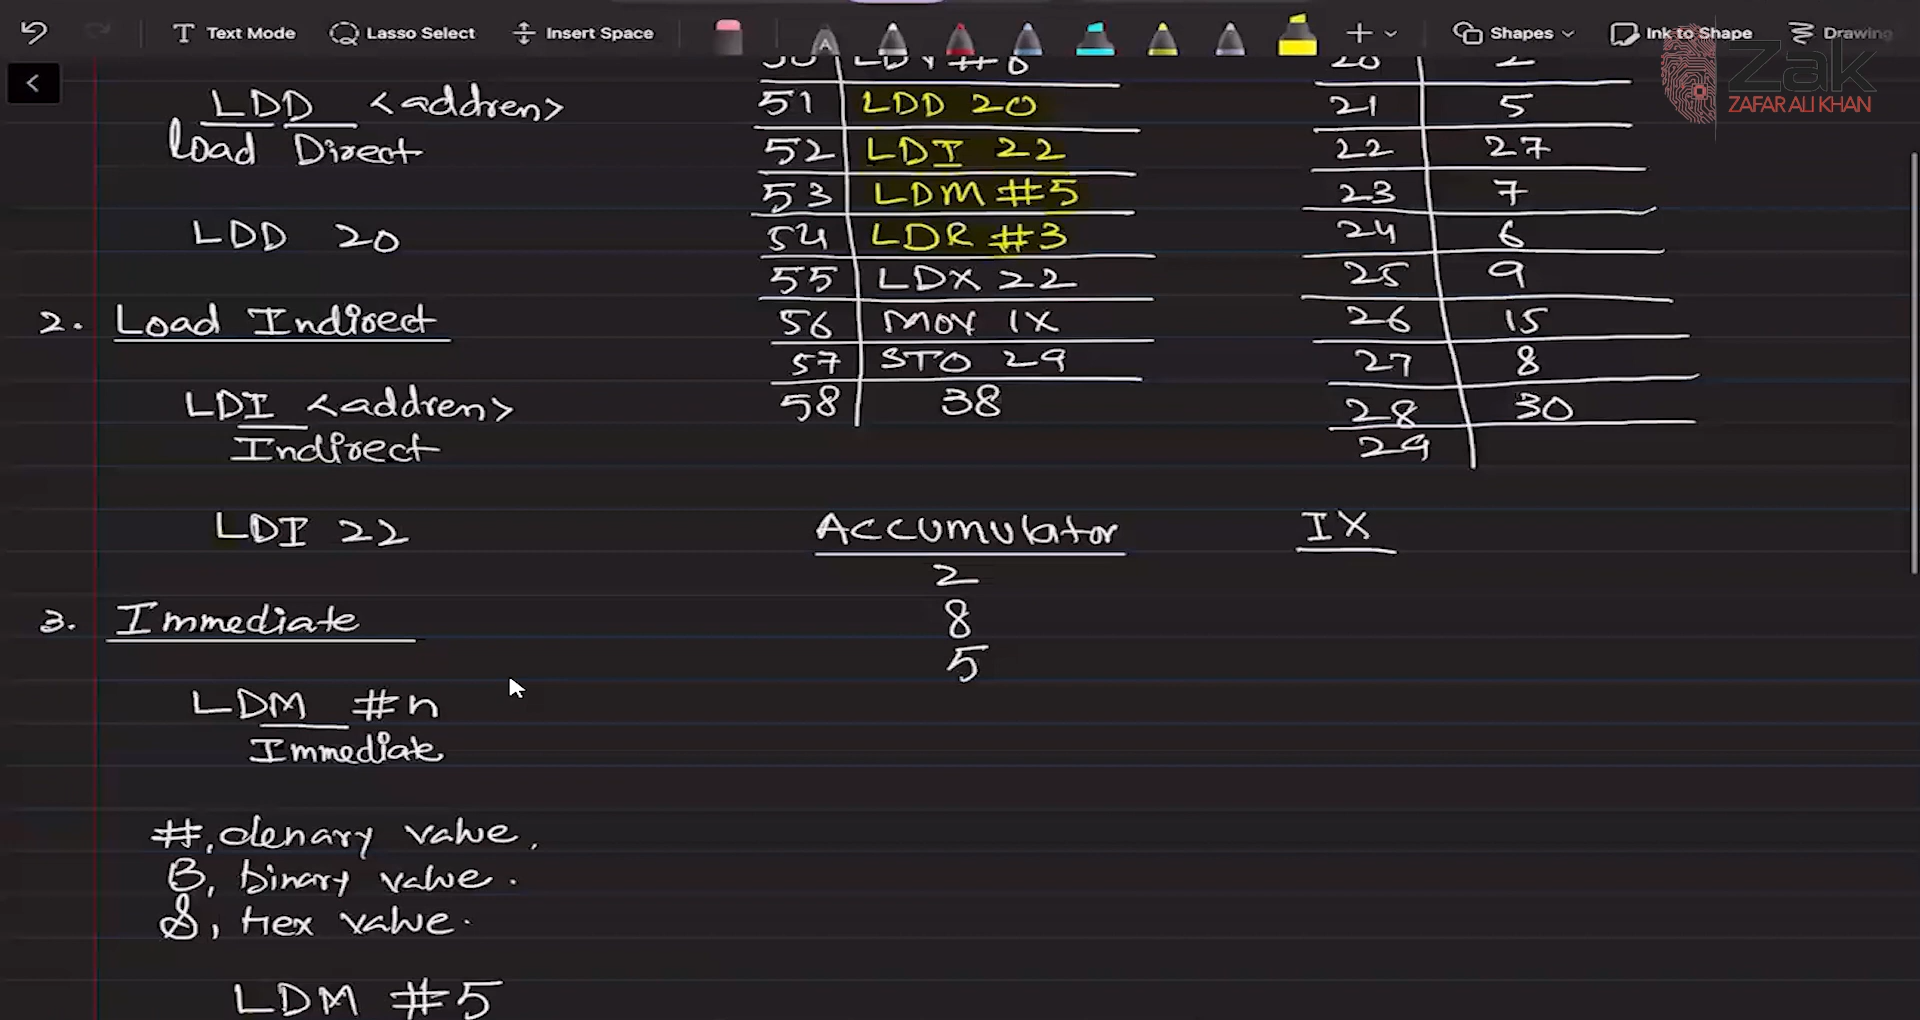 Text Mode Lasso Select Insert Space Shapes Ink to Shape Drawing
Zak
ZAFAR ALI KHAN
LDD <addren>
Load Direct
LDD 20
2. Load Indirect
LDI <addren>
Indirect
LDI 22
3. Immediate
LDM #n
Immediate
#, denary value.
B, binary value.
&, Hex value.
LDM #5
51 LDD 20
52 LDI 22
53 LDM #5
54 LDR #3
55 LDX 22
56 MOV IX
57 STO 29
58 38
20 2
21 5
22 27
23 7
24 6
25 9
26 15
27 8
28 30
29
Accumulator
2
8
5
IX